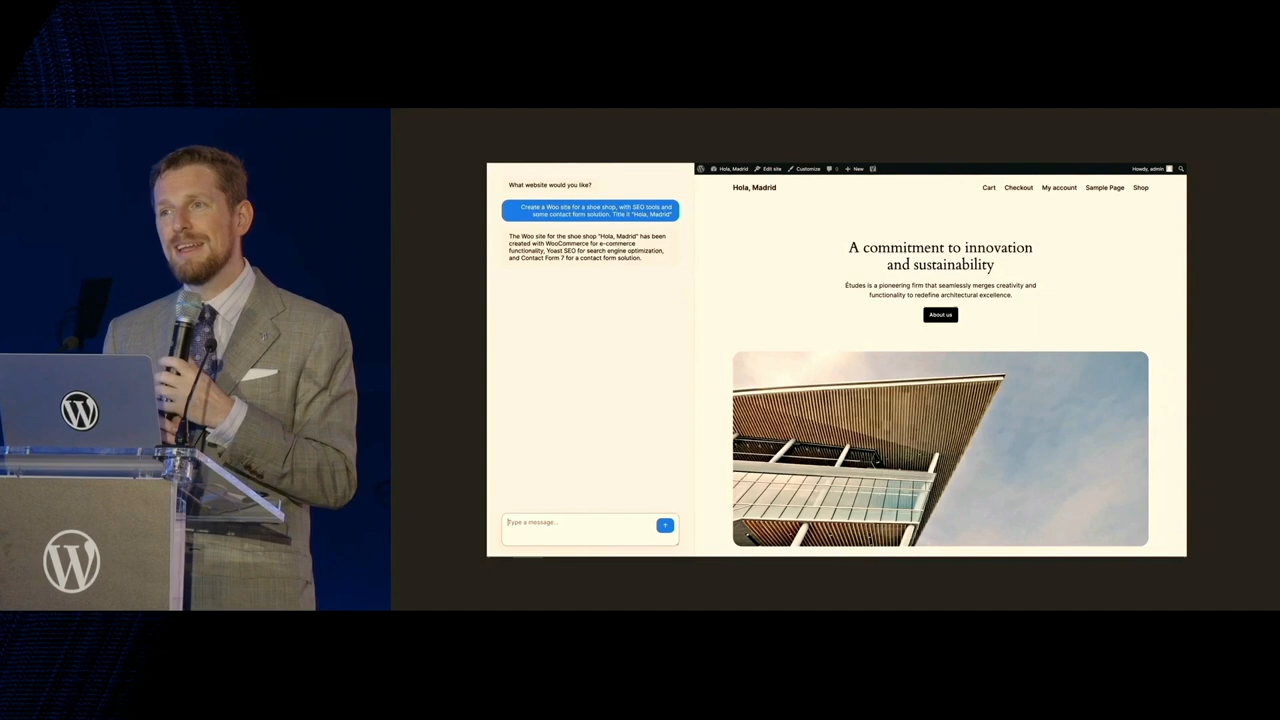 What website would you like?
Create a Woo site for a shoe shop, with SEO tools and
some contact form solution. Title it "Hola, Madrid"
The Woo site for the shoe shop "Hola, Madrid" has been
created with WooCommerce for e-commerce
functionality, Yoast SEO for search engine optimization,
and Contact Form 7 for a contact form solution.
Type a message...
Hola, Madrid Edit site Customize 0 New Howdy, admin
Hola, Madrid
Cart Checkout My account Sample Page Shop
A commitment to innovation
and sustainability
Études is a pioneering firm that seamlessly merges creativity and
functionality to redefine architectural excellence.
About us
W
W